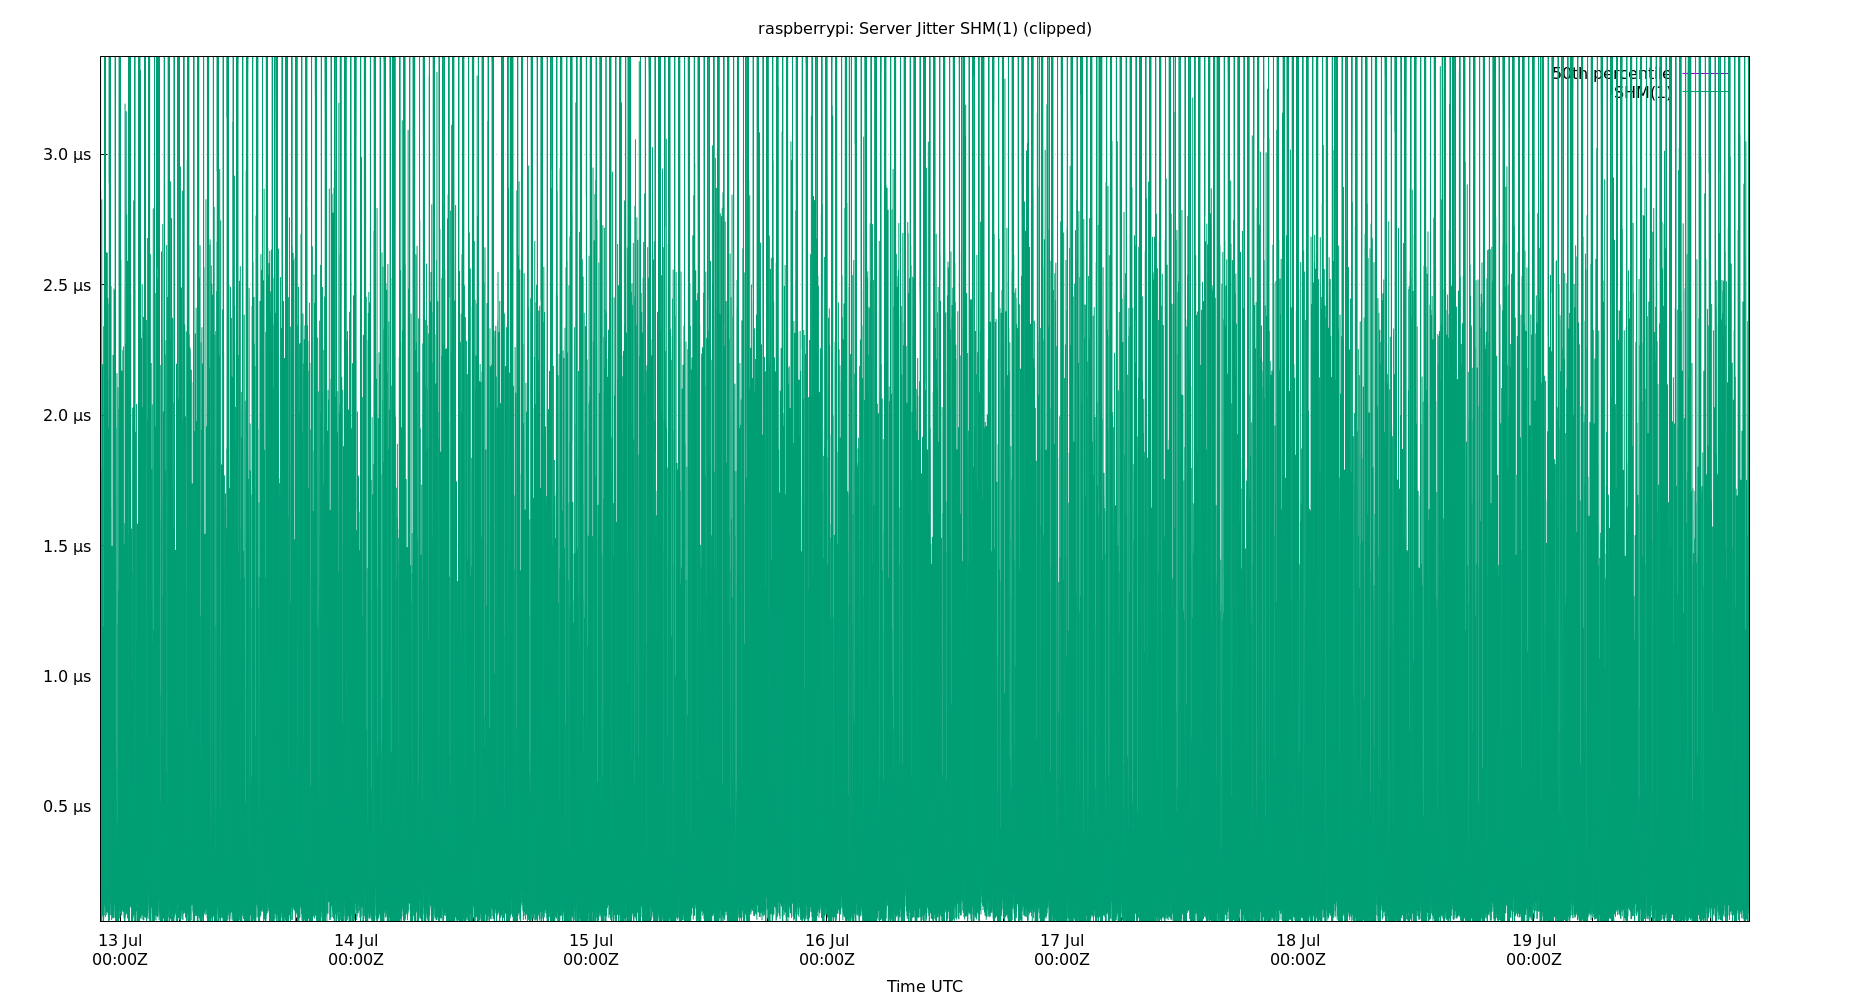 raspberrypi: Server Jitter SHM(1) (clipped)
50th percentile
SHM(1)
3.0 µs
2.5 µs
2.0 µs
1.5 µs
1.0 µs
0.5 µs
13 Jul 14 Jul 15 Jul 16 Jul 17 Jul 18 Jul 19 Jul
00:00Z 00:00Z 00:00Z 00:00Z 00:00Z 00:00Z 00:00Z
Time UTC